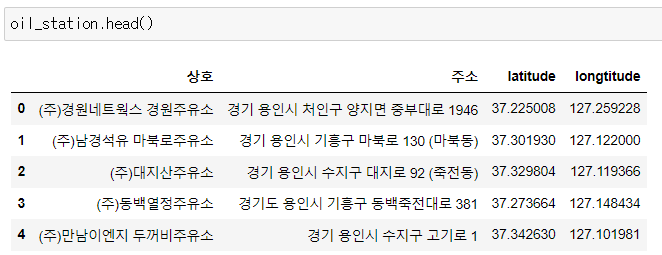 oil_station.head()
상호 주소 latitude longtitude
0 (주)경원네트웍스 경원주유소 경기 용인시 처인구 양지면 중부대로 1946 37.225008 127.259228
1 (주)남경석유 마북로주유소 경기 용인시 기흥구 마북로 130 (마북동) 37.301930 127.122000
2 (주)대지산주유소 경기 용인시 수지구 대지로 92 (죽전동) 37.329804 127.119366
3 (주)동백열정주유소 경기도 용인시 기흥구 동백죽전대로 381 37.273664 127.148434
4 (주)만남이엔지 두꺼비주유소 경기 용인시 수지구 고기로 1 37.342630 127.101981